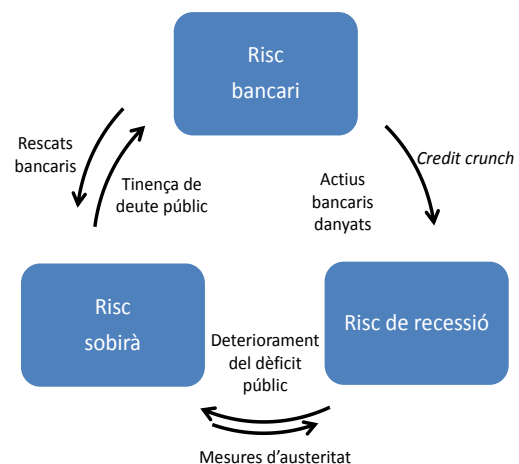 Risc
bancari
Rescats
bancaris
Tinença de
deute públic
Credit crunch
Actius
bancaris
danyats
Risc
sobirà
Risc de recessió
Deteriorament
del dèficit
públic
Mesures d’austeritat